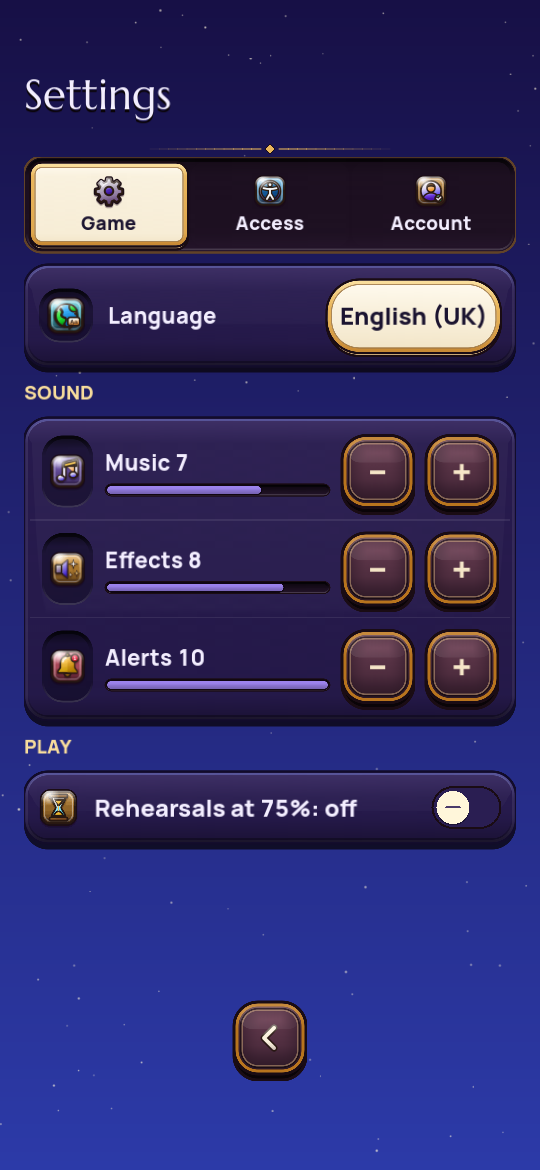 Settings
Game
Access
Account
Language
English (UK)
SOUND
Music 7
Effects 8
Alerts 10
PLAY
Rehearsals at 75%: off